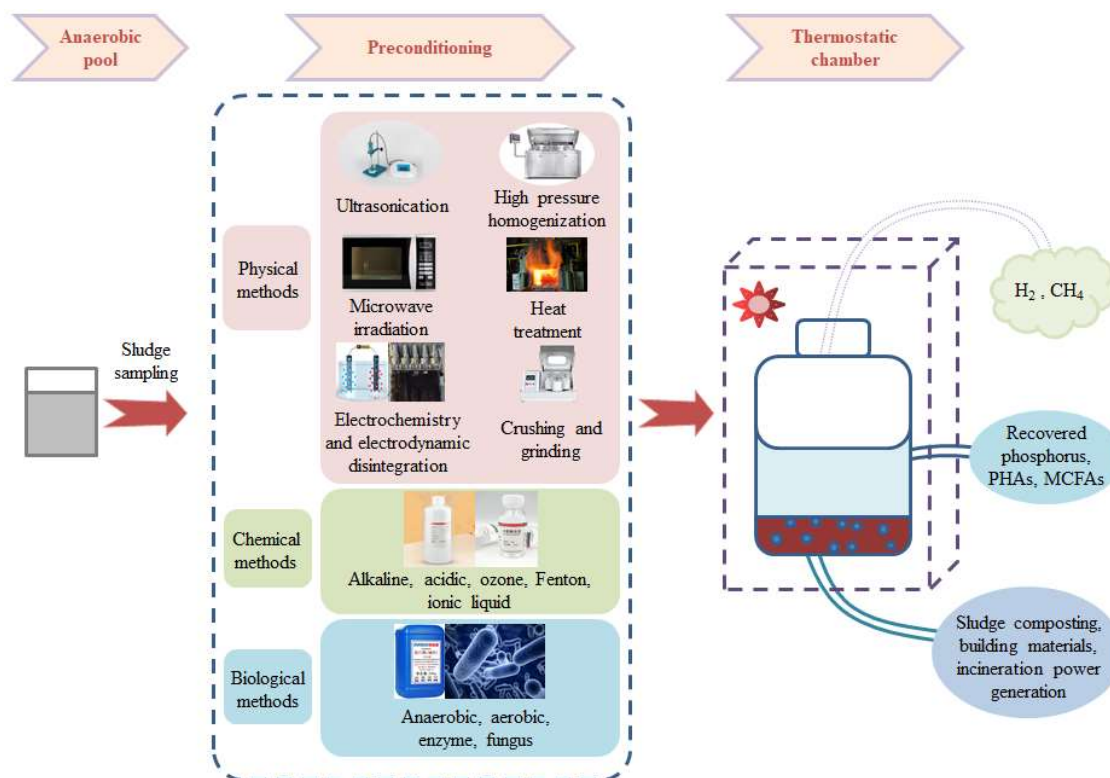 Anaerobic
pool
Preconditioning
Thermostatic
chamber
Sludge
sampling
Physical
methods
Ultrasonication
High pressure
homogenization
Microwave
irradiation
Heat
treatment
Electrochemistry
and electrodynamic
disintegration
Crushing and
grinding
Chemical
methods
Alkaline, acidic, ozone, Fenton,
ionic liquid
Biological
methods
Anaerobic, aerobic,
enzyme, fungus
H₂ , CH₄
Recovered
phosphorus,
PHAs, MCFAs
Sludge composting,
building materials,
incineration power
generation